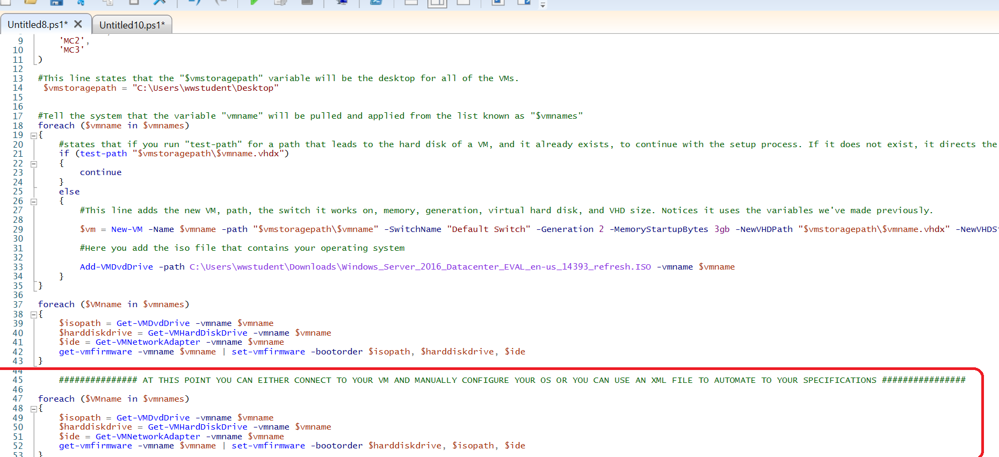 Untitled8.ps1* X Untitled10.ps1*
9 'MC2',
10 'MC3'
11 )
12
13 #This line states that the "$vmstoragepath" variable will be the desktop for all of the VMs.
14 $vmstoragepath = "C:\Users\wwstudent\Desktop"
15
16
17 #Tell the system that the variable "vmname" will be pulled and applied from the list known as "$vmnames"
18 foreach ($vmname in $vmnames)
19 {
20 #states that if you run "test-path" for a path that leads to the hard disk of a VM, and it already exists, to continue with the setup process. If it does not exist, it directs the
21 if (test-path "$vmstoragepath\$vmname.vhdx")
22 {
23 continue
24 }
25 else
26 {
27 #This line adds the new VM, path, the switch it works on, memory, generation, virtual hard disk, and VHD size. Notices it uses the variables we've made previously.
28
29 $vm = New-VM -Name $vmname -path "$vmstoragepath\$vmname" -SwitchName "Default Switch" -Generation 2 -MemoryStartupBytes 3gb -NewVHDPath "$vmstoragepath\$vmname.vhdx" -NewVHDS
30
31 #Here you add the iso file that contains your operating system
32
33 Add-VMDvdDrive -path C:\Users\wwstudent\Downloads\Windows_Server_2016_Datacenter_EVAL_en-us_14393_refresh.ISO -vmname $vmname
34 }
35 }
36
37 foreach ($VMname in $vmnames)
38 {
39 $isopath = Get-VMDvdDrive -vmname $vmname
40 $harddiskdrive = Get-VMHardDiskDrive -vmname $vmname
41 $ide = Get-VMNetworkAdapter -vmname $vmname
42 get-vmfirmware -vmname $vmname | set-vmfirmware -bootorder $isopath, $harddiskdrive, $ide
43 }
44
45 ############### AT THIS POINT YOU CAN EITHER CONNECT TO YOUR VM AND MANUALLY CONFIGURE YOUR OS OR YOU CAN USE AN XML FILE TO AUTOMATE TO YOUR SPECIFICATIONS ################
46
47 foreach ($VMname in $vmnames)
48 {
49 $isopath = Get-VMDvdDrive -vmname $vmname
50 $harddiskdrive = Get-VMHardDiskDrive -vmname $vmname
51 $ide = Get-VMNetworkAdapter -vmname $vmname
52 get-vmfirmware -vmname $vmname | set-vmfirmware -bootorder $harddiskdrive, $isopath, $ide
53 }